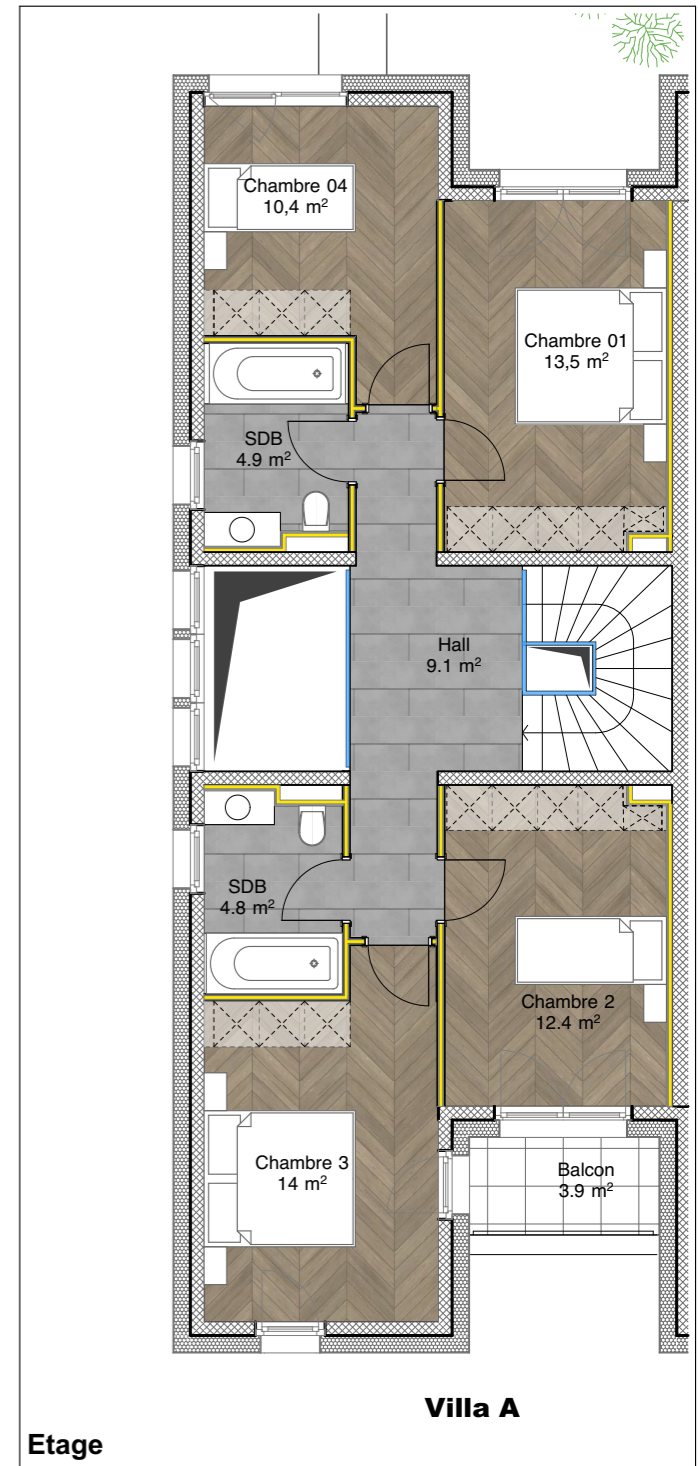 Chambre 04
10,4 m²
Chambre 01
13,5 m²
SDB
4.9 m²
Hall
9.1 m²
SDB
4.8 m²
Chambre 2
12.4 m²
Chambre 3
14 m²
Balcon
3.9 m²
Villa A
Etage